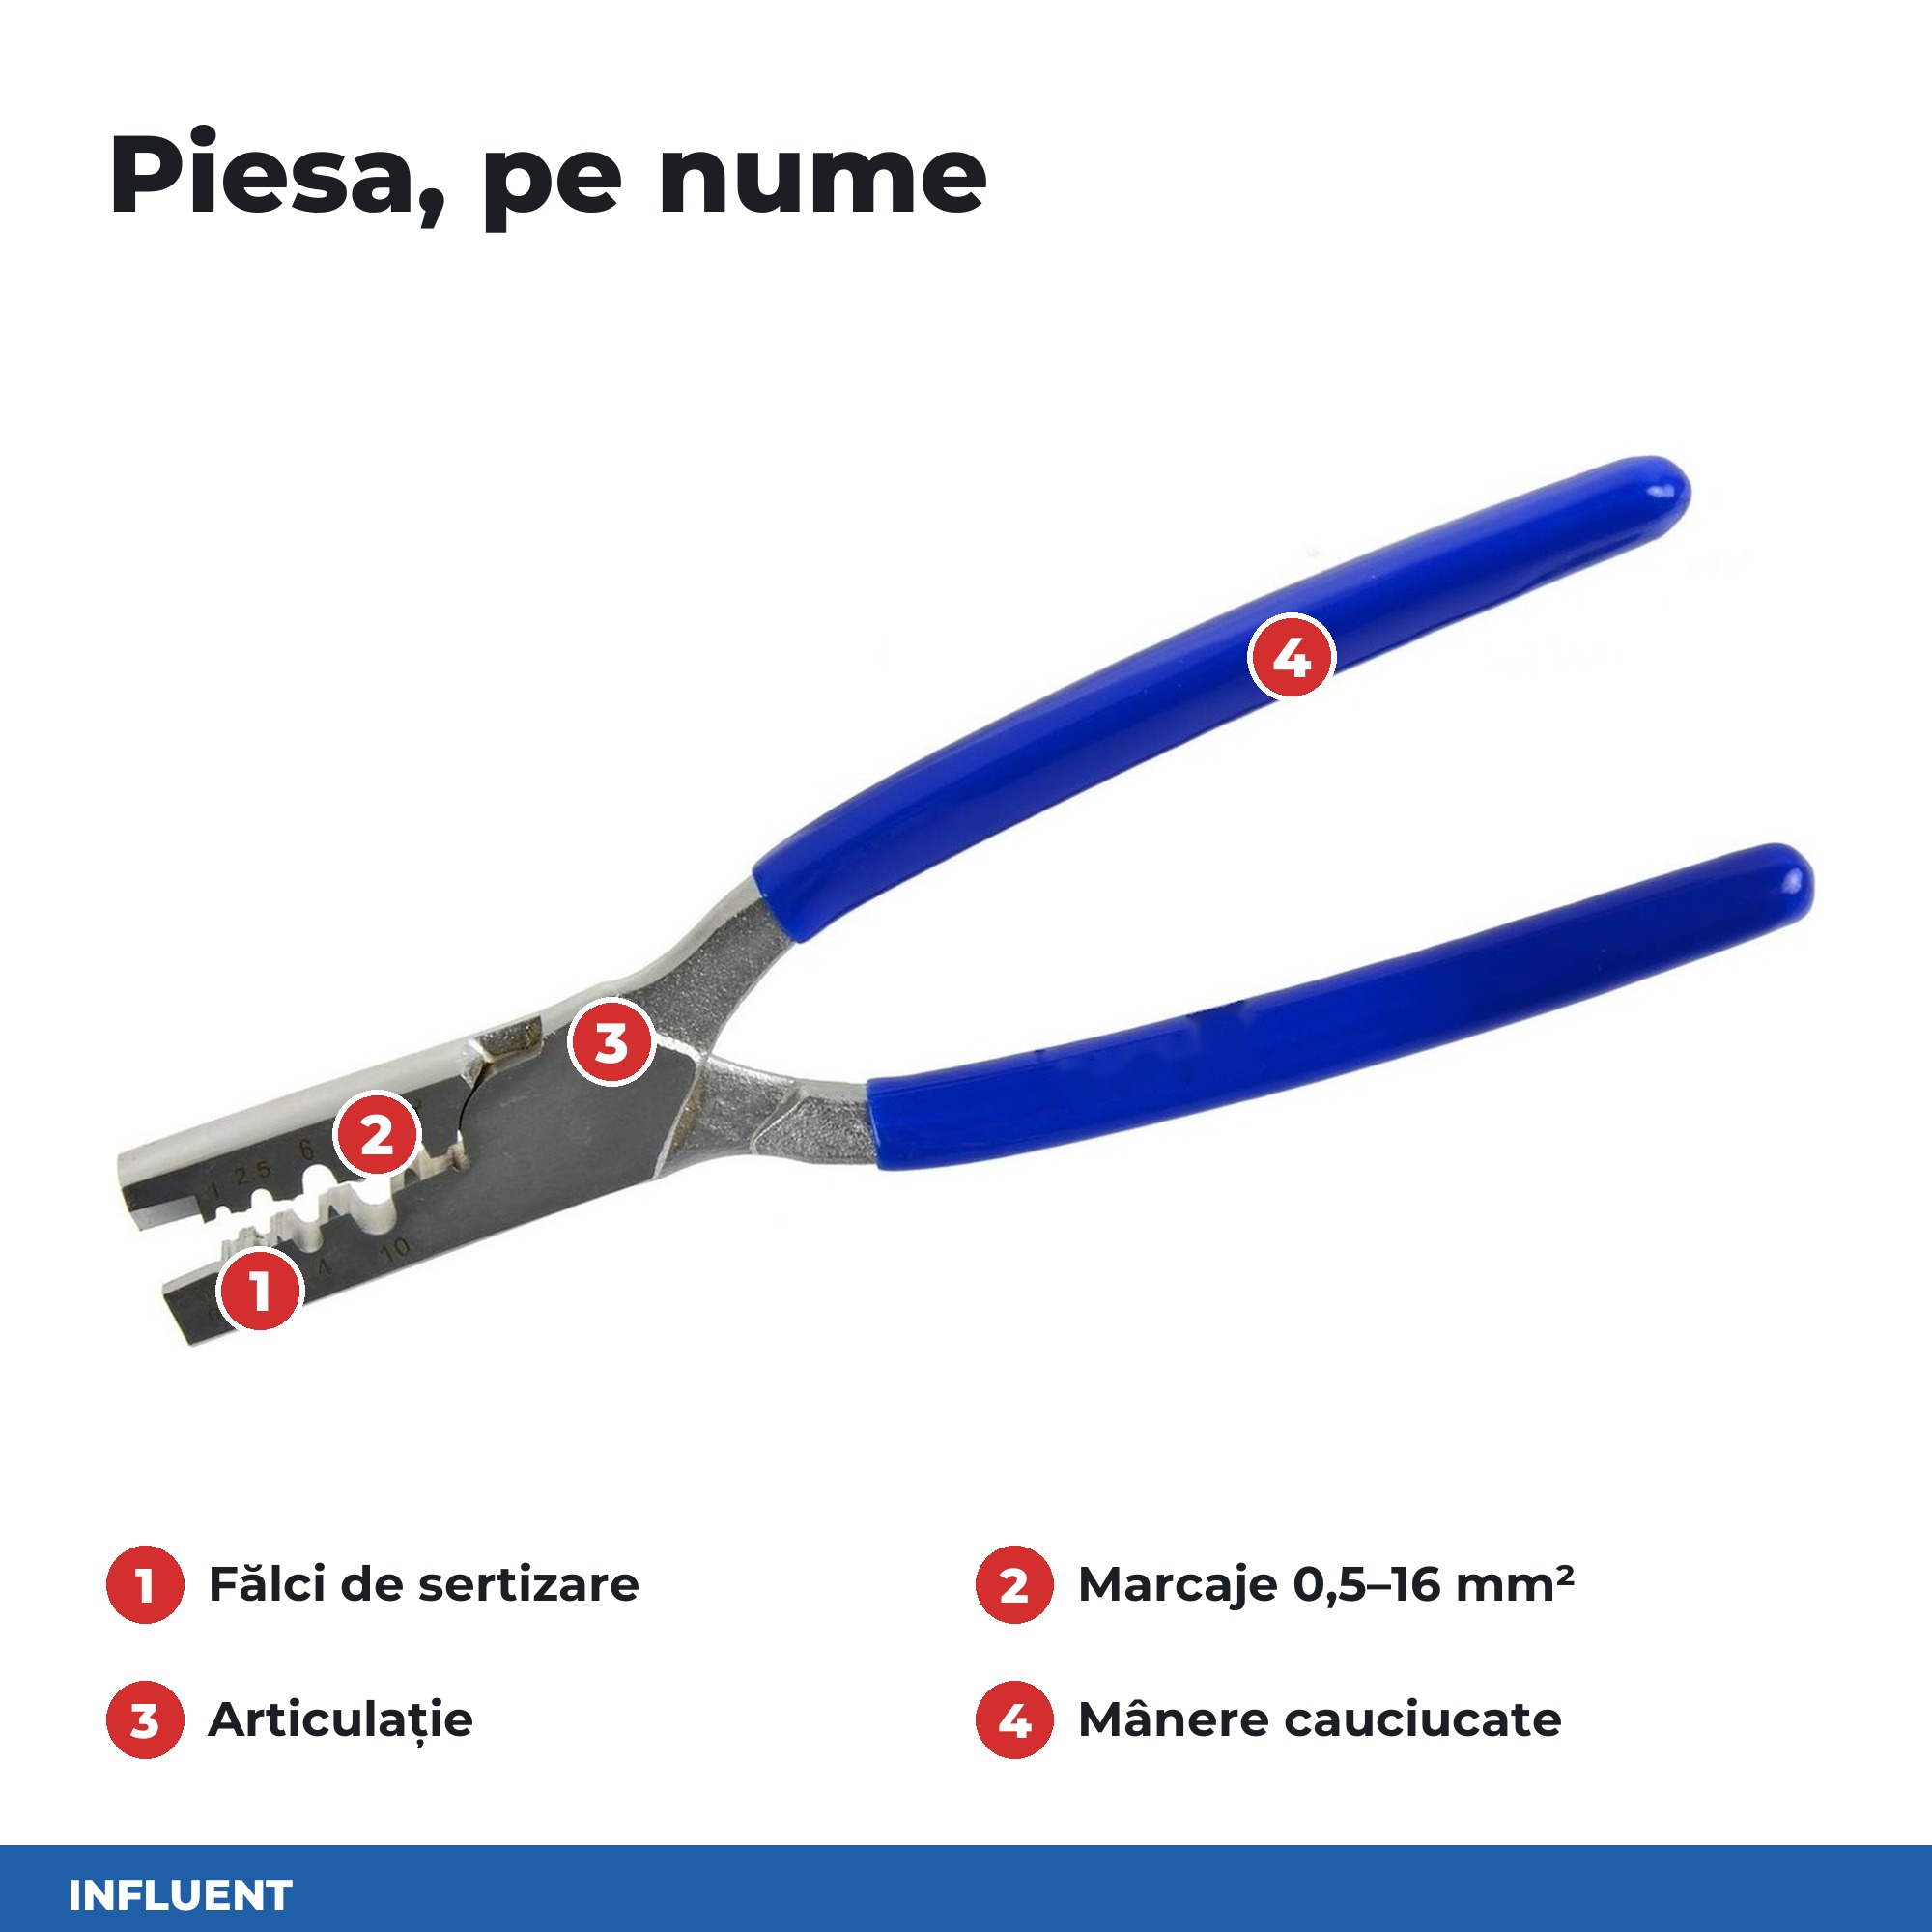 Piesa, pe nume
4
3
2
6
1 2.5
4 10
1
1 Fălci de sertizare
2 Marcaje 0,5–16 mm²
3 Articulație
4 Mânere cauciucate
INFLUENT